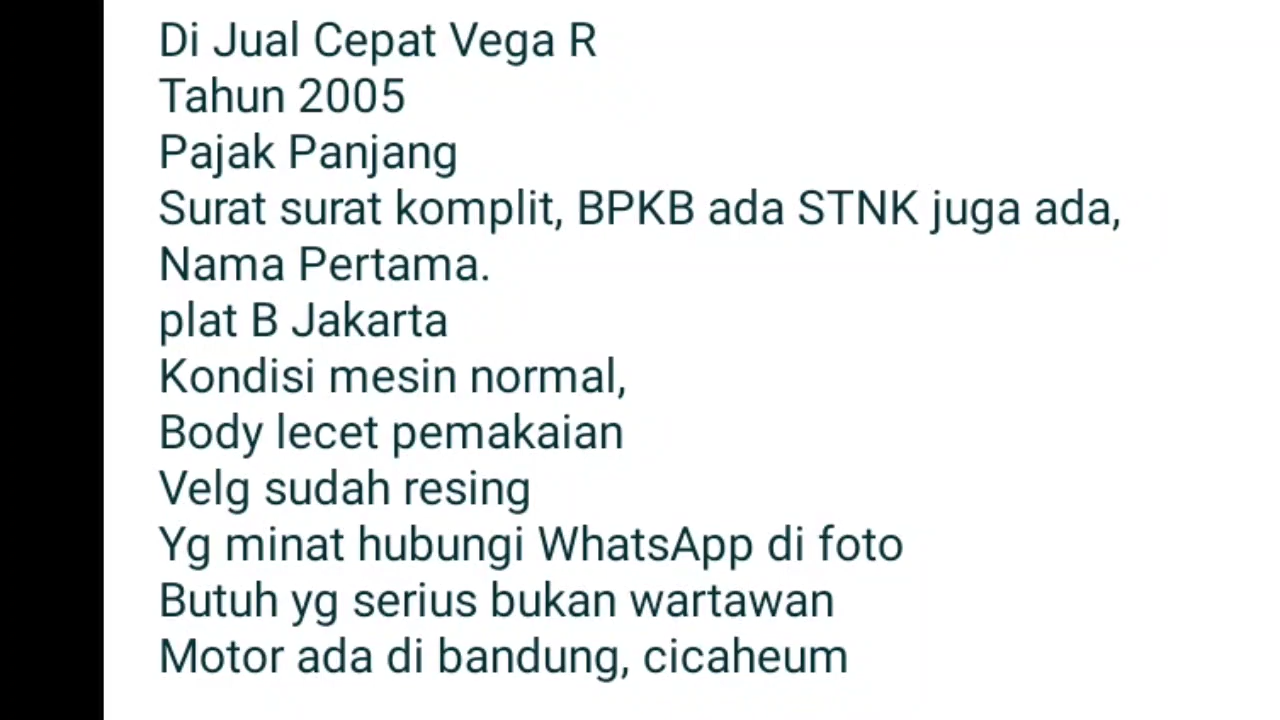 Di Jual Cepat Vega R
Tahun 2005
Pajak Panjang
Surat surat komplit, BPKB ada STNK juga ada,
Nama Pertama.
plat B Jakarta
Kondisi mesin normal,
Body lecet pemakaian
Velg sudah resing
Yg minat hubungi WhatsApp di foto
Butuh yg serius bukan wartawan
Motor ada di bandung, cicaheum